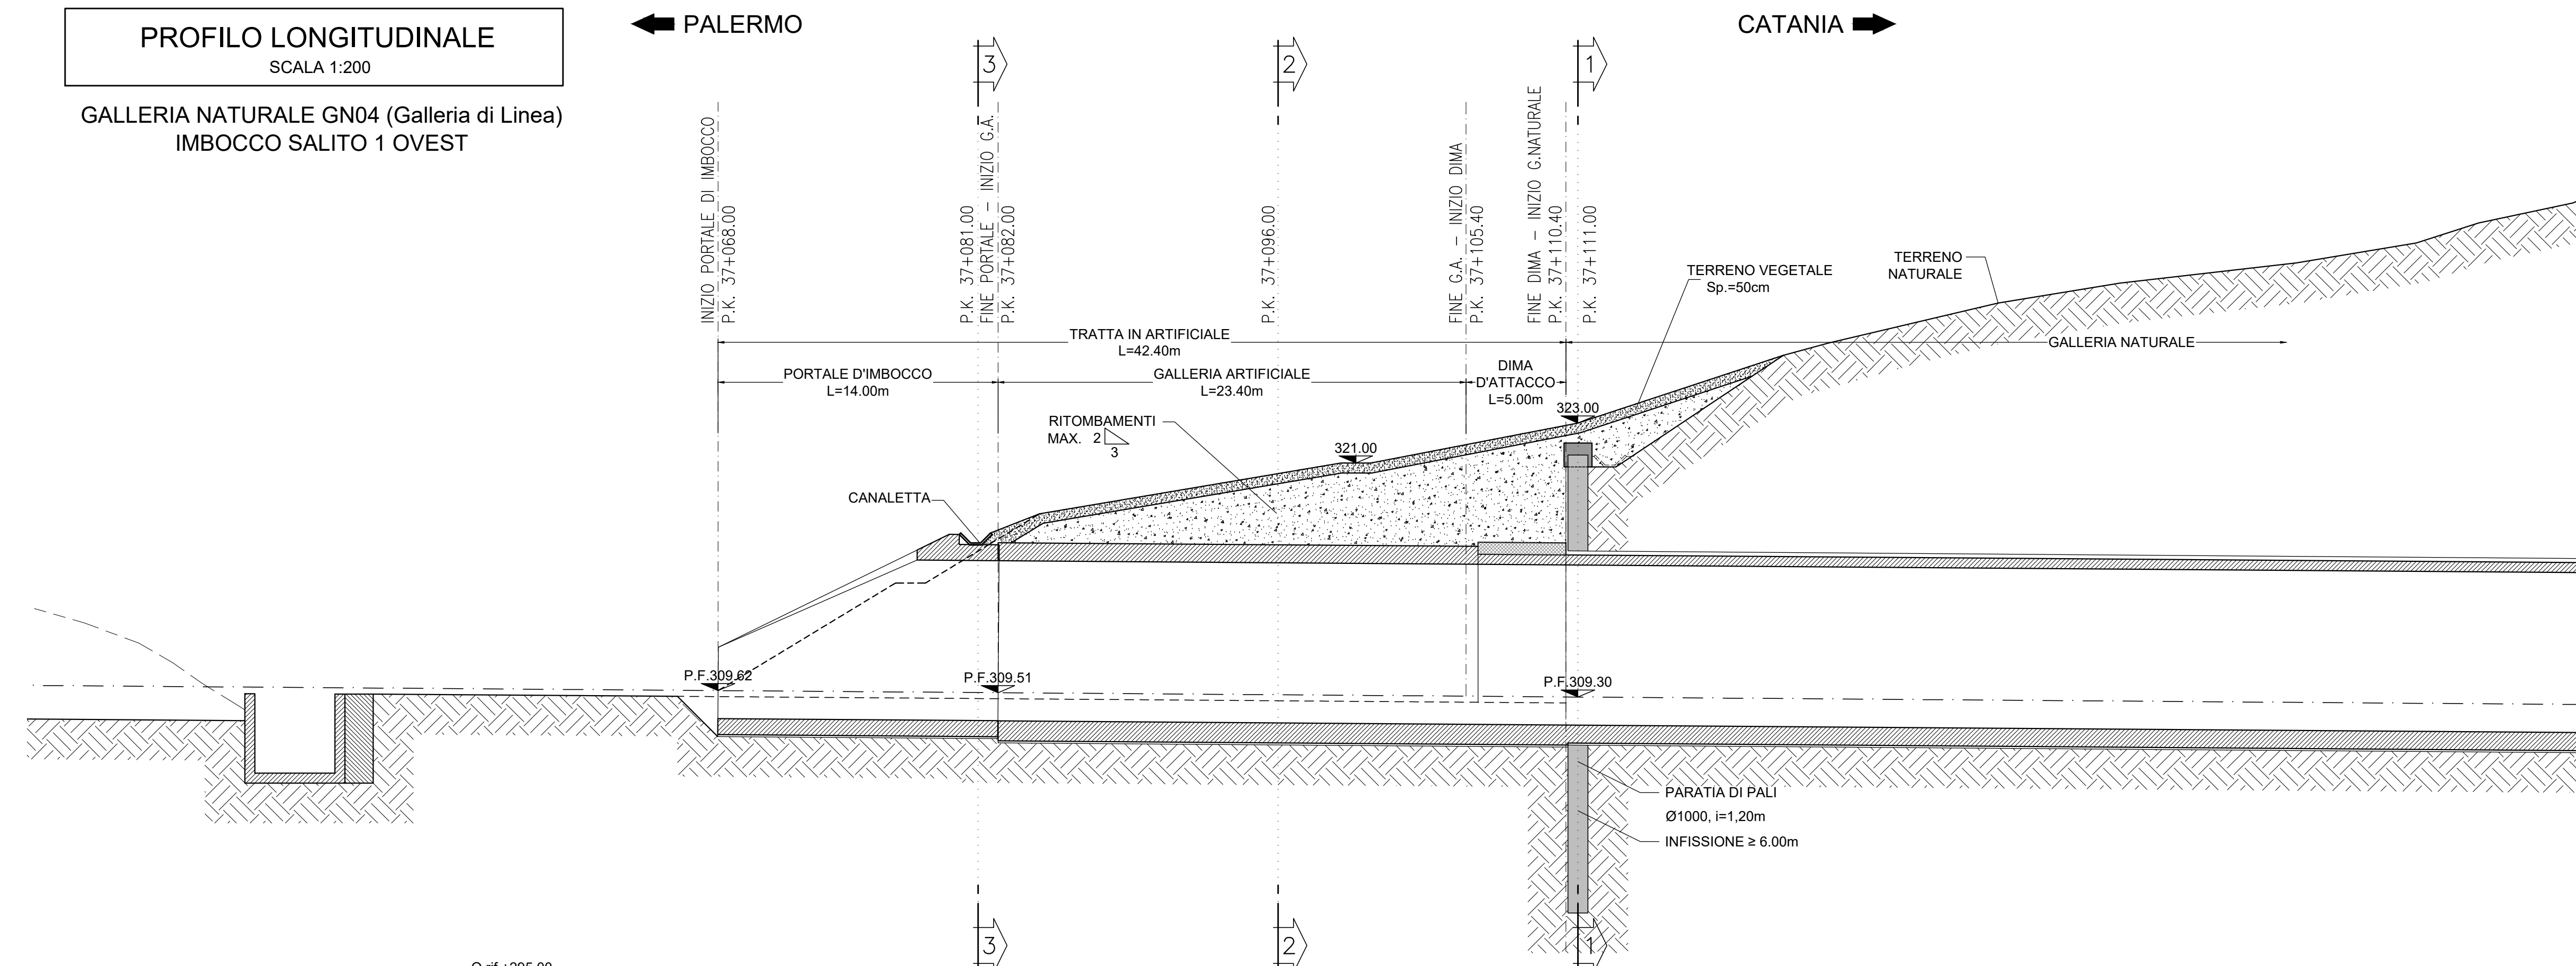 PROFILO LONGITUDINALE
SCALA 1:200
GALLERIA NATURALE GN04 (Galleria di Linea)
IMBOCCO SALITO 1 OVEST
PALERMO
CATANIA
3
2
1
INIZIO PORTALE DI IMBOCCO
P.K. 37+068.00
P.K. 37+081.00
FINE PORTALE - INIZIO G.A.
P.K. 37+082.00
P.K. 37+096.00
FINE G.A. - INIZIO DIMA
P.K. 37+105.40
FINE DIMA - INIZIO G.NATURALE
P.K. 37+110.40
P.K. 37+111.00
TERRENO VEGETALE
Sp.=50cm
TERRENO
NATURALE
TRATTA IN ARTIFICIALE
L=42.40m
GALLERIA NATURALE
PORTALE D'IMBOCCO
L=14.00m
GALLERIA ARTIFICIALE
L=23.40m
DIMA
D'ATTACCO
L=5.00m
323.00
RITOMBAMENTI
MAX. 2
3
321.00
CANALETTA
P.F.309.62
P.F.309.51
P.F.309.30
PARATIA DI PALI
Ø1000, i=1,20m
INFISSIONE ≥ 6.00m
3
2
1